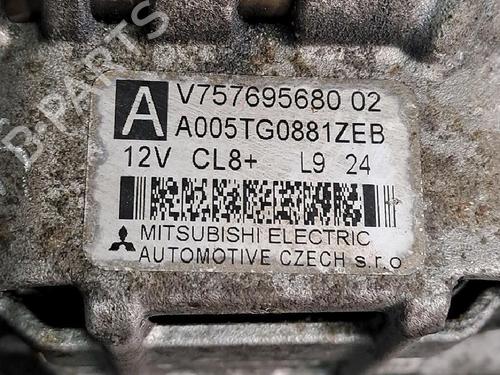 B-PARTS
A
V757695680 02
A005TG0881ZEB
12V CL8+ L9 24
MITSUBISHI ELECTRIC
AUTOMOTIVE CZECH s.r.o